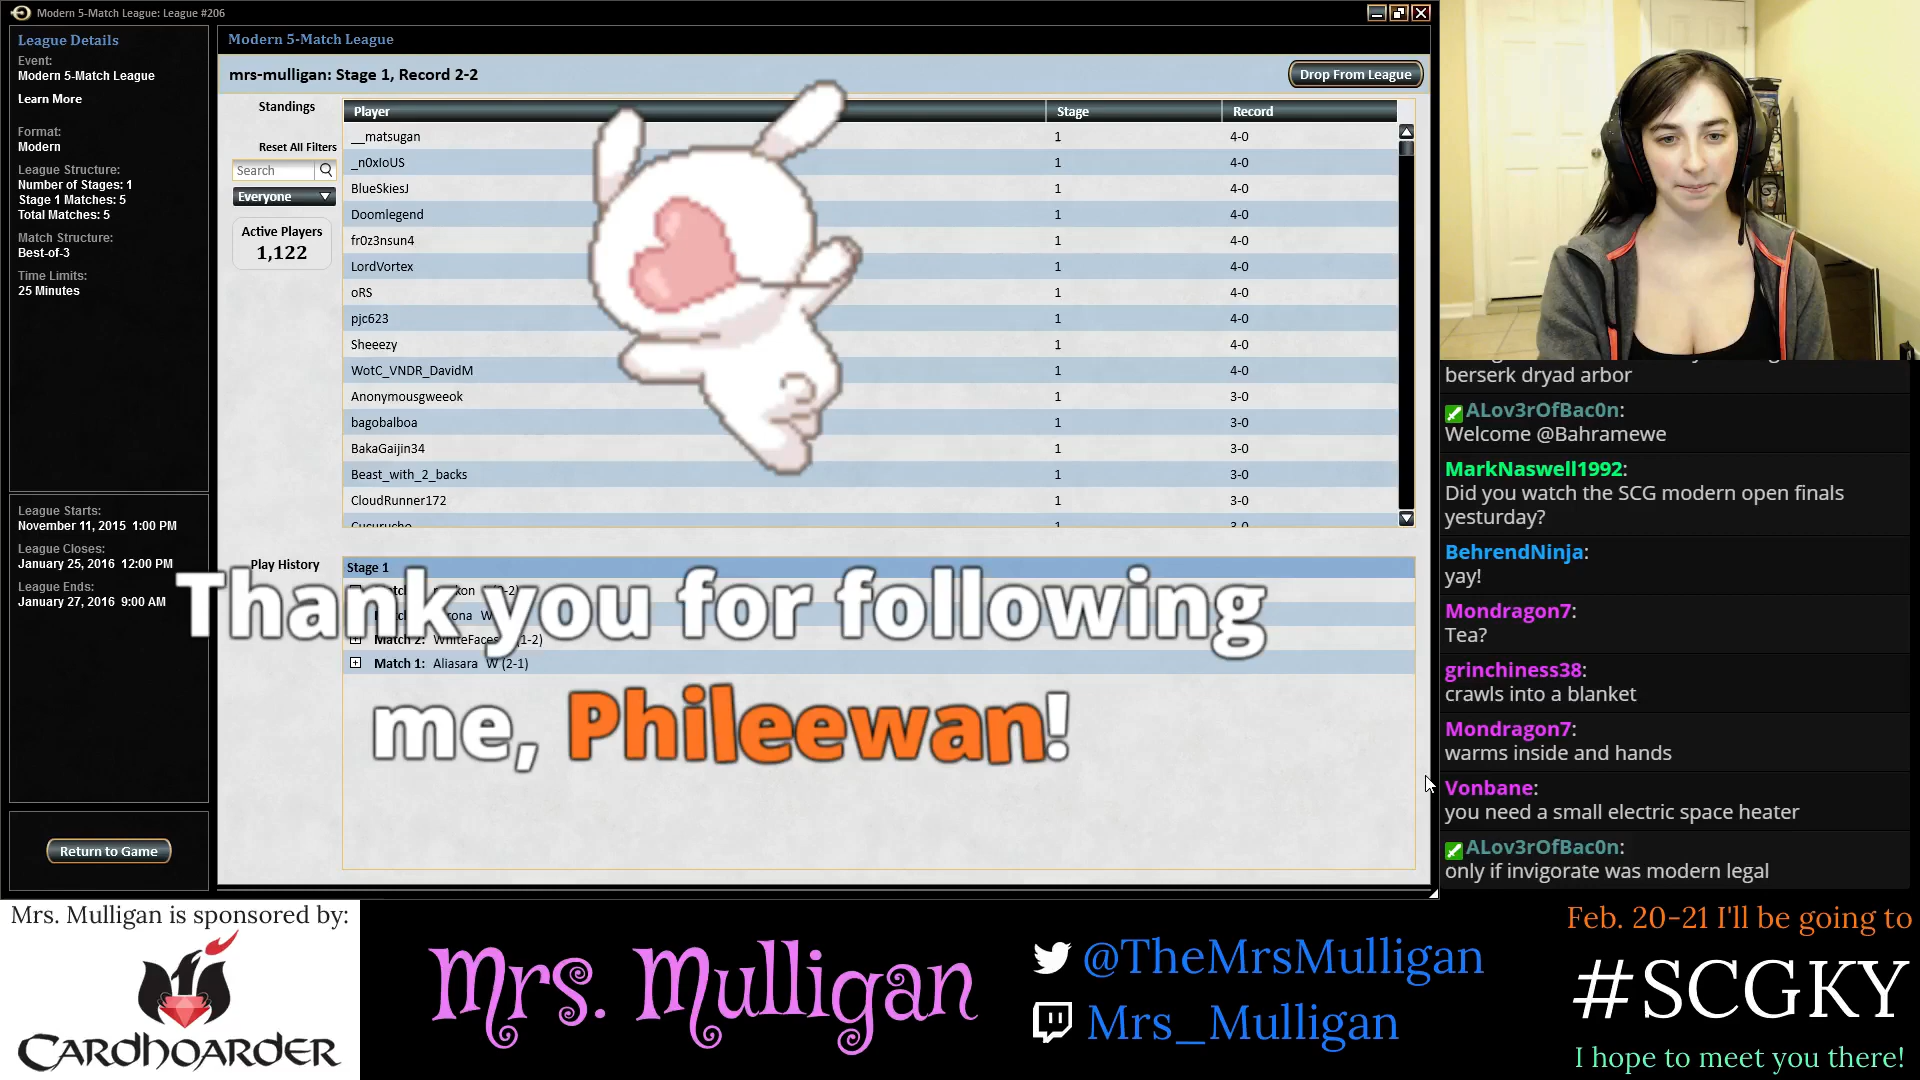 Modern 5-Match League: League #206
League Details
Event:
Modern 5-Match League
Learn More
Format:
Modern
League Structure:
Number of Stages: 1
Stage 1 Matches: 5
Total Matches: 5
Match Structure:
Best-of-3
Time Limits:
25 Minutes
League Starts:
November 11, 2015 1:00 PM
League Closes:
January 25, 2016 12:00 PM
League Ends:
January 27, 2016 9:00 AM
Return to Game
Modern 5-Match League
mrs-mulligan: Stage 1, Record 2-2
Drop From League
Standings
Reset All Filters
Search
Everyone
Active Players
1,122
Player Stage Record
__matsugan 1 4-0
_n0xIoUS 1 4-0
BlueSkiesJ 1 4-0
Doomlegend 1 4-0
fr0z3nsun4 1 4-0
LordVortex 1 4-0
oRS 1 4-0
pjc623 1 4-0
Sheeezy 1 4-0
WotC_VNDR_DavidM 1 4-0
Anonymousgweeok 1 3-0
bagobalboa 1 3-0
BakaGaijin34 1 3-0
Beast_with_2_backs 1 3-0
CloudRunner172 1 3-0
Cucurucho 1 3-0
Play History
Stage 1
Match 2: WhiteFaces (1-2)
Match 1: Aliasara W (2-1)
Thank you for following
me, Phileewan!
berserk dryad arbor
ALov3rOfBac0n:
Welcome @Bahramewe
MarkNaswell1992:
Did you watch the SCG modern open finals
yesturday?
BehrendNinja:
yay!
Mondragon7:
Tea?
grinchiness38:
crawls into a blanket
Mondragon7:
warms inside and hands
Vonbane:
you need a small electric space heater
ALov3rOfBac0n:
only if invigorate was modern legal
Mrs. Mulligan is sponsored by:
CARDHOARDER
Mrs. Mulligan
@TheMrsMulligan
Mrs_Mulligan
Feb. 20-21 I'll be going to
#SCGKY
I hope to meet you there!